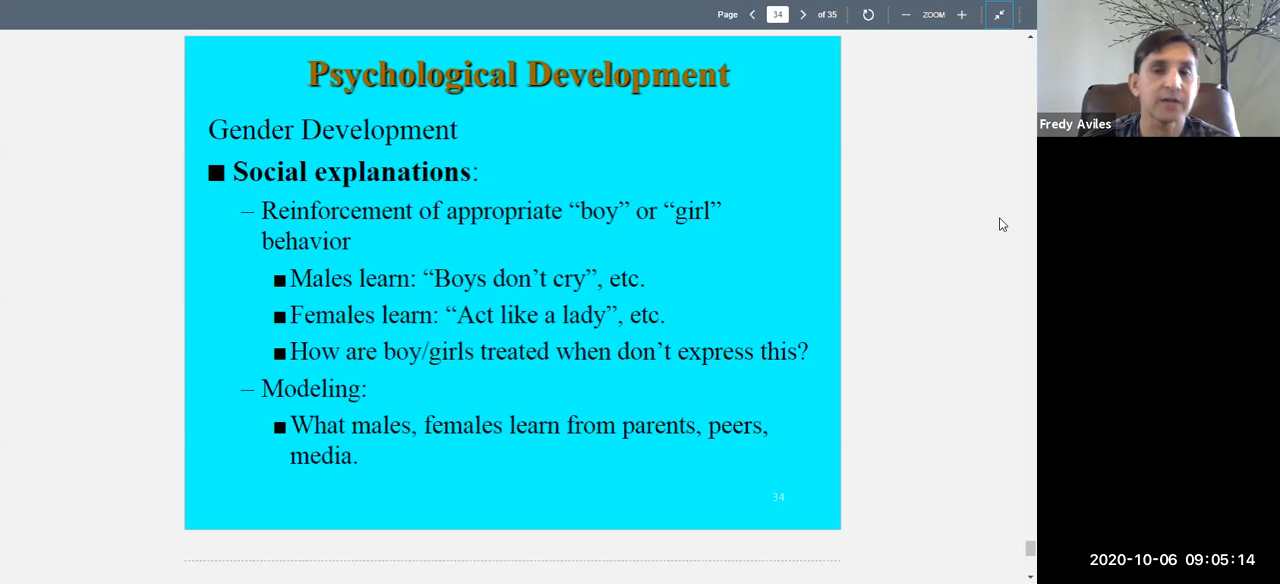 Page 34 of 35 ZOOM
Psychological Development
Gender Development
■ Social explanations:
– Reinforcement of appropriate “boy” or “girl”
behavior
■ Males learn: “Boys don’t cry”, etc.
■ Females learn: “Act like a lady”, etc.
■ How are boy/girls treated when don’t express this?
– Modeling:
■ What males, females learn from parents, peers,
media.
34
Fredy Aviles
2020-10-06 09:05:14